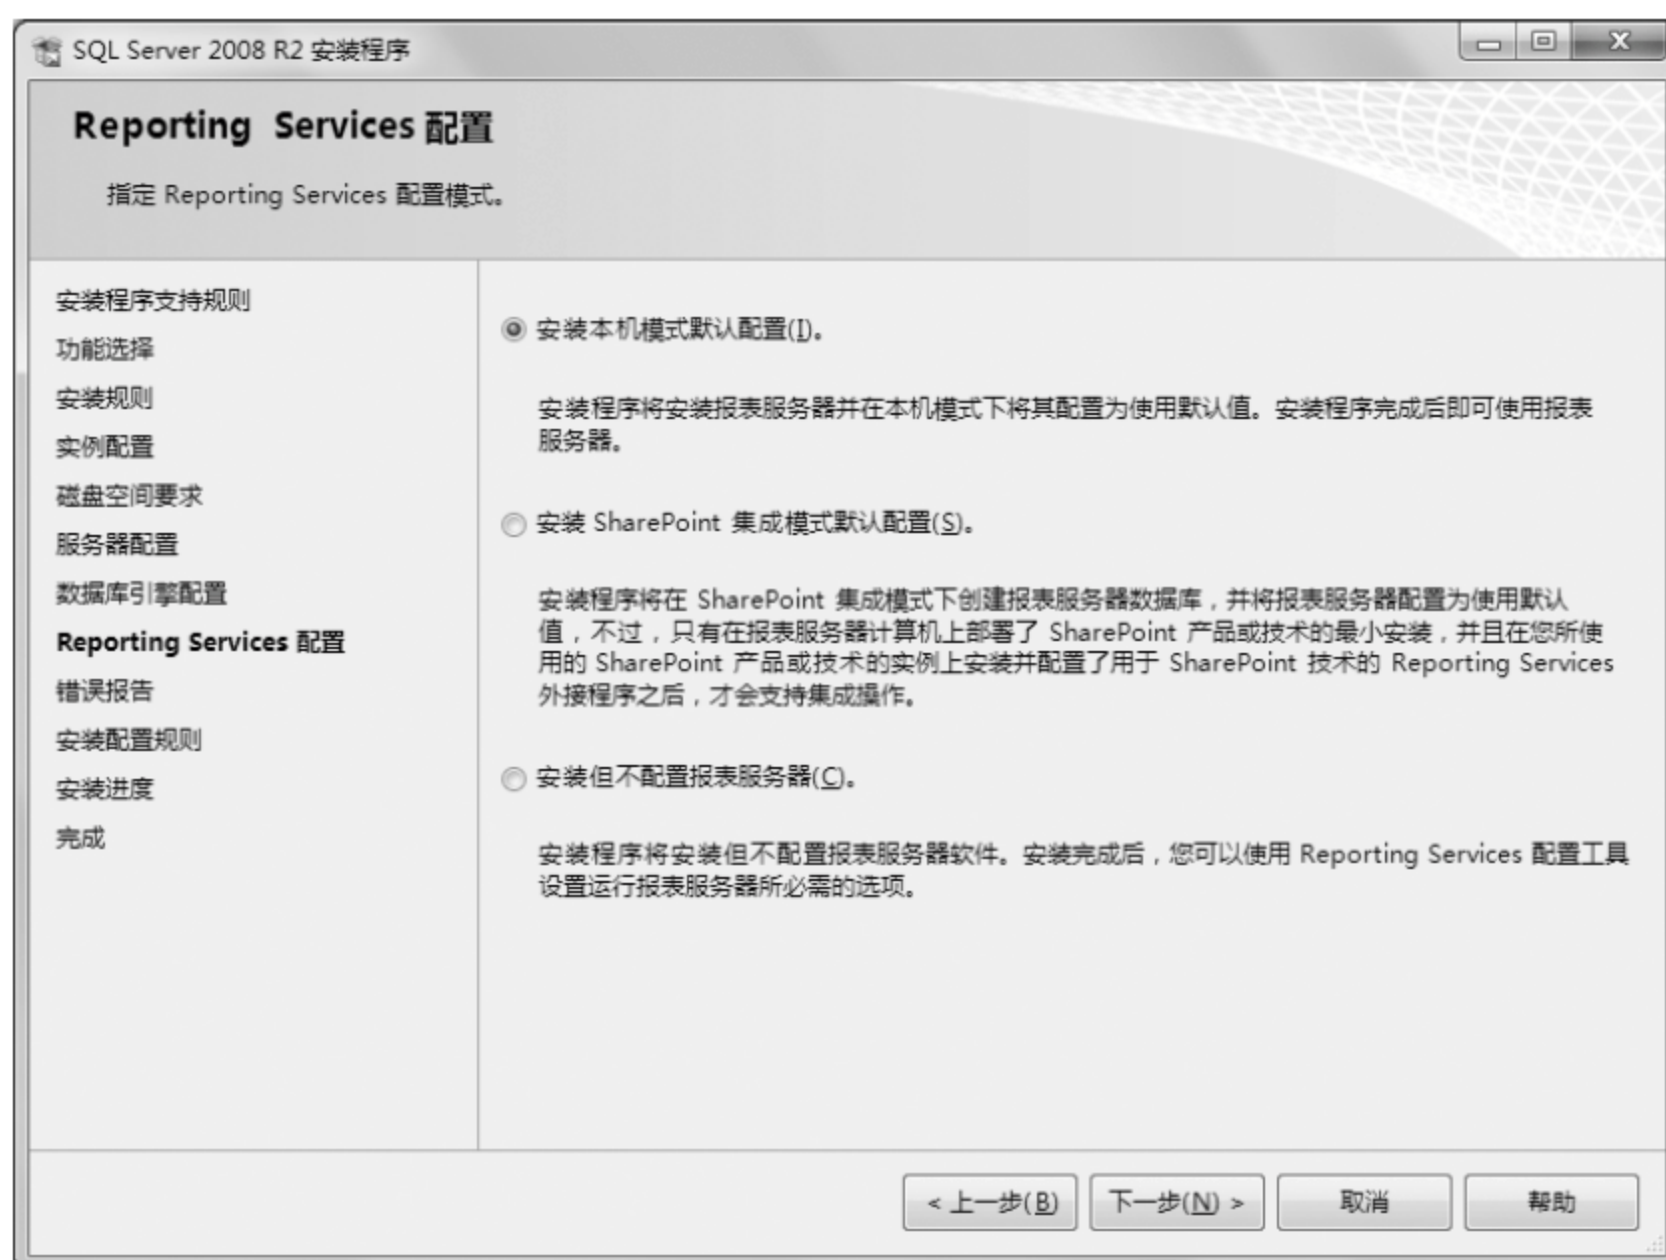 SQL Server 2008 R2 安装程序
Reporting Services 配置
指定 Reporting Services 配置模式。
安装程序支持规则
功能选择
安装规则
实例配置
磁盘空间要求
服务器配置
数据库引擎配置
Reporting Services 配置
错误报告
安装配置规则
安装进度
完成
安装本机模式默认配置(I)。
安装程序将安装报表服务器并在本机模式下将其配置为使用默认值。安装程序完成后即可使用报表
服务器。
安装 SharePoint 集成模式默认配置(S)。
安装程序将在 SharePoint 集成模式下创建报表服务器数据库，并将报表服务器配置为使用默认
值，不过，只有在报表服务器计算机上部署了 SharePoint 产品或技术的最小安装，并且在您所使
用的 SharePoint 产品或技术的实例上安装并配置了用于 SharePoint 技术的 Reporting Services
外接程序之后，才会支持集成操作。
安装但不配置报表服务器(C)。
安装程序将安装但不配置报表服务器软件。安装完成后，您可以使用 Reporting Services 配置工具
设置运行报表服务器所必需的选项。
< 上一步(B)
下一步(N) >
取消
帮助